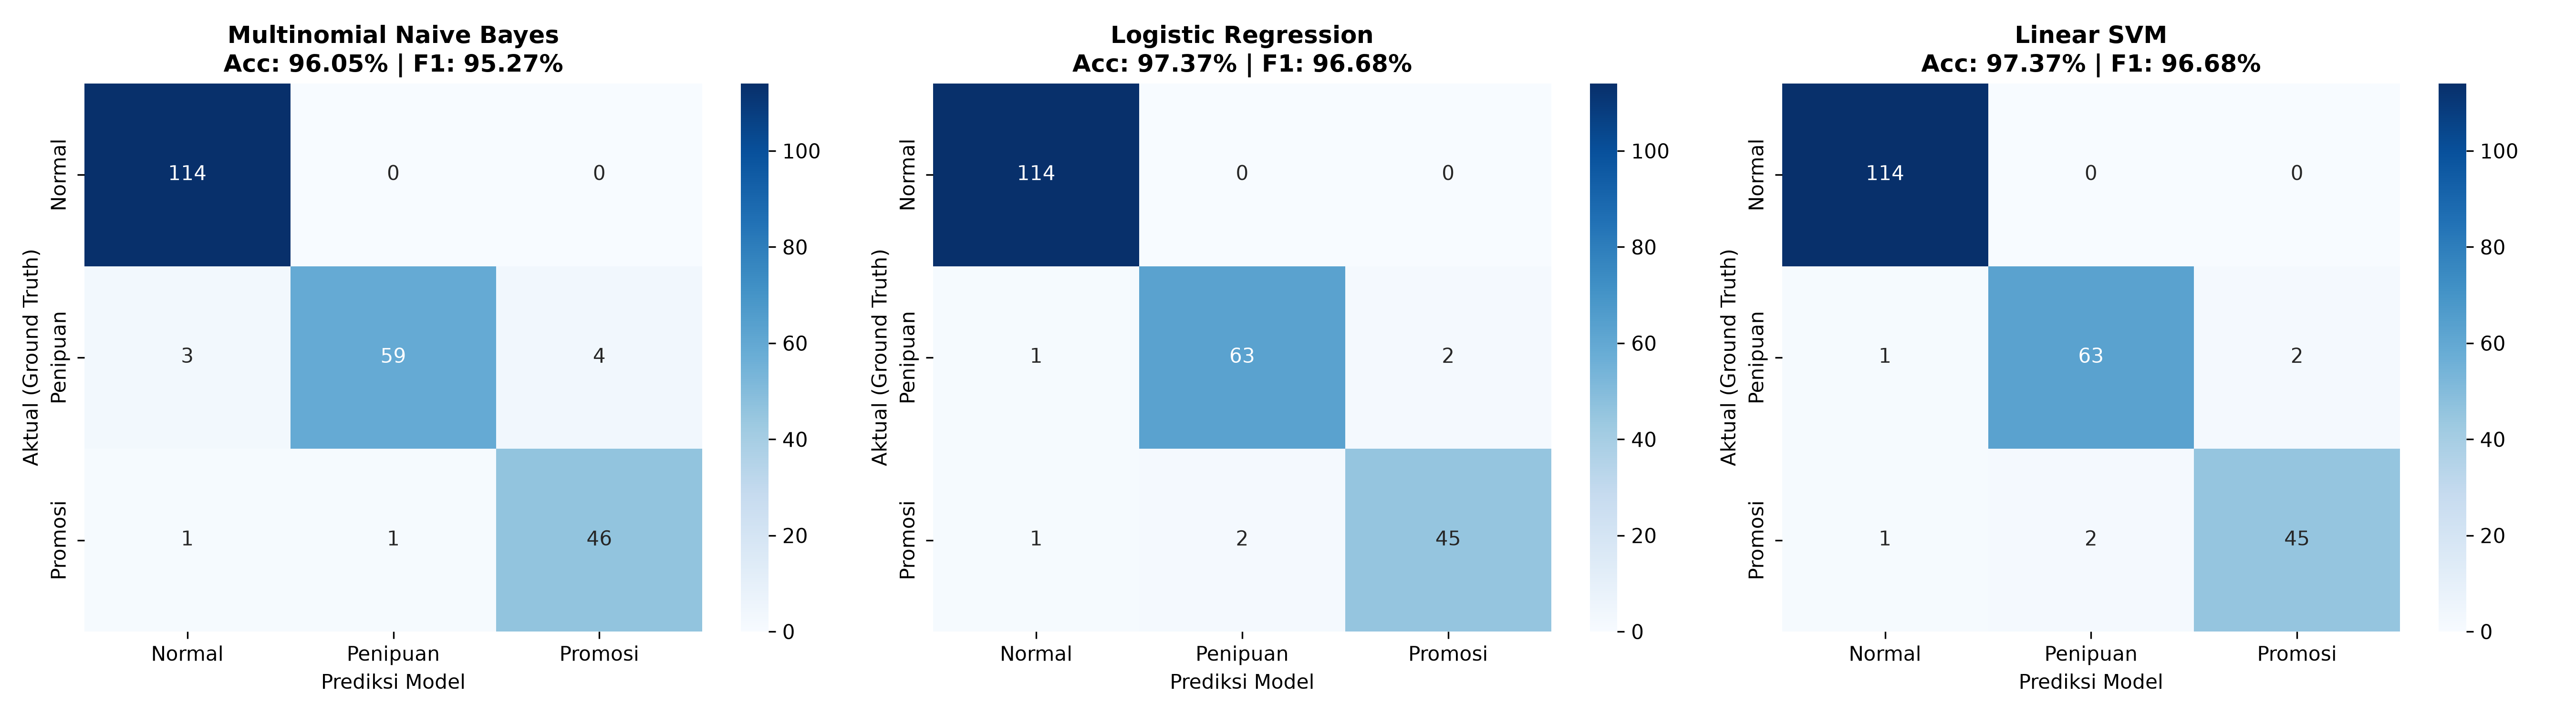 Multinomial Naive Bayes
Acc: 96.05% | F1: 95.27%
Aktual (Ground Truth)
Normal
Penipuan
Promosi
114 0 0
3 59 4
1 1 46
Normal Penipuan Promosi
Prediksi Model
100
80
60
40
20
0
Logistic Regression
Acc: 97.37% | F1: 96.68%
Aktual (Ground Truth)
Normal
Penipuan
Promosi
114 0 0
1 63 2
1 2 45
Normal Penipuan Promosi
Prediksi Model
100
80
60
40
20
0
Linear SVM
Acc: 97.37% | F1: 96.68%
Aktual (Ground Truth)
Normal
Penipuan
Promosi
114 0 0
1 63 2
1 2 45
Normal Penipuan Promosi
Prediksi Model
100
80
60
40
20
0